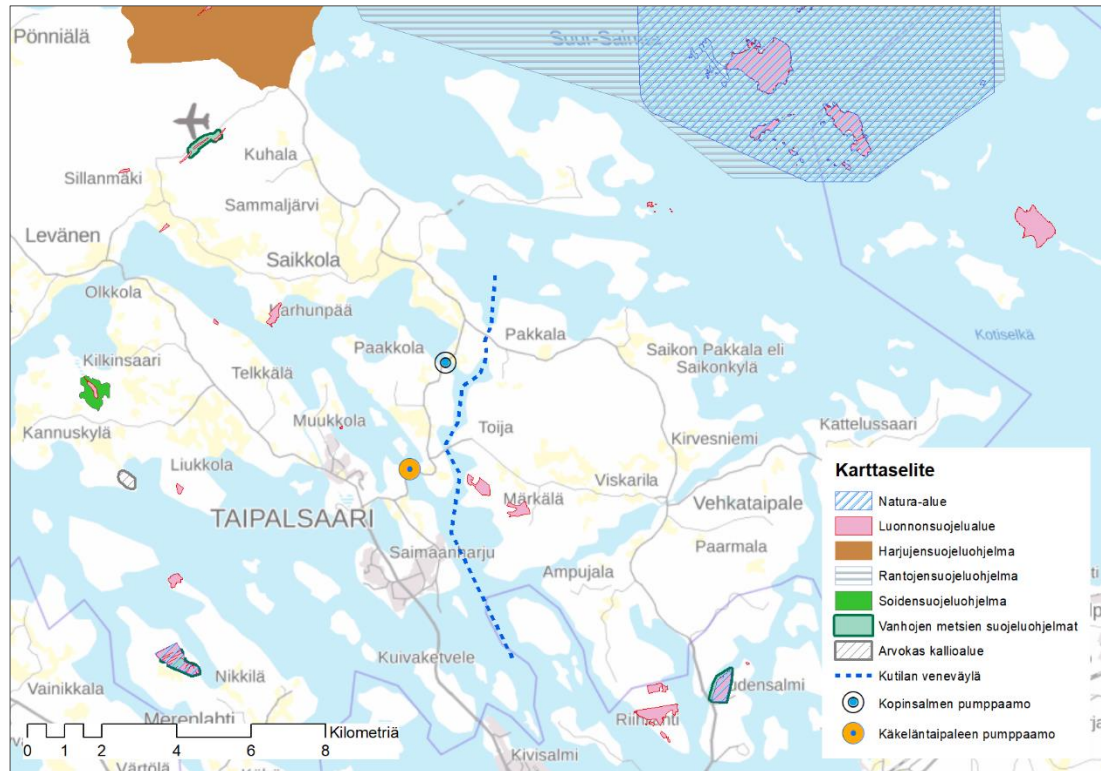 Pönniälä
Suur-Saimaa
Kuhala
Sillanmäki
Sammaljärvi
Levänen
Saikkola
Olkkola
Karhunpää
Kotiselkä
Paakkola
Pakkala
Saikon Pakkala eli
Saikonkylä
Kilkinsaari
Telkkälä
Muukkola
Toija
Kattelussaari
Kannuskylä
Kirvesniemi
Liukkola
Viskarila
Märkälä
Vehkataipale
TAIPALSAARI
Saimaanharju
Paarmala
Ampujala
Kuivaketvele
Nikkilä
Vainikkala
Merenlahti
Kivisalmi
Värtölä
Karttaselite
Natura-alue
Luonnonsuojelualue
Harjujensuojeluohjelma
Rantojensuojeluohjelma
Soidensuojeluohjelma
Vanhojen metsien suojeluohjelmat
Arvokas kallioalue
Kutilan veneväylä
Kopinsalmen pumppaamo
Käkeläntaipaleen pumppaamo
Kilometriä
0 1 2 4 6 8